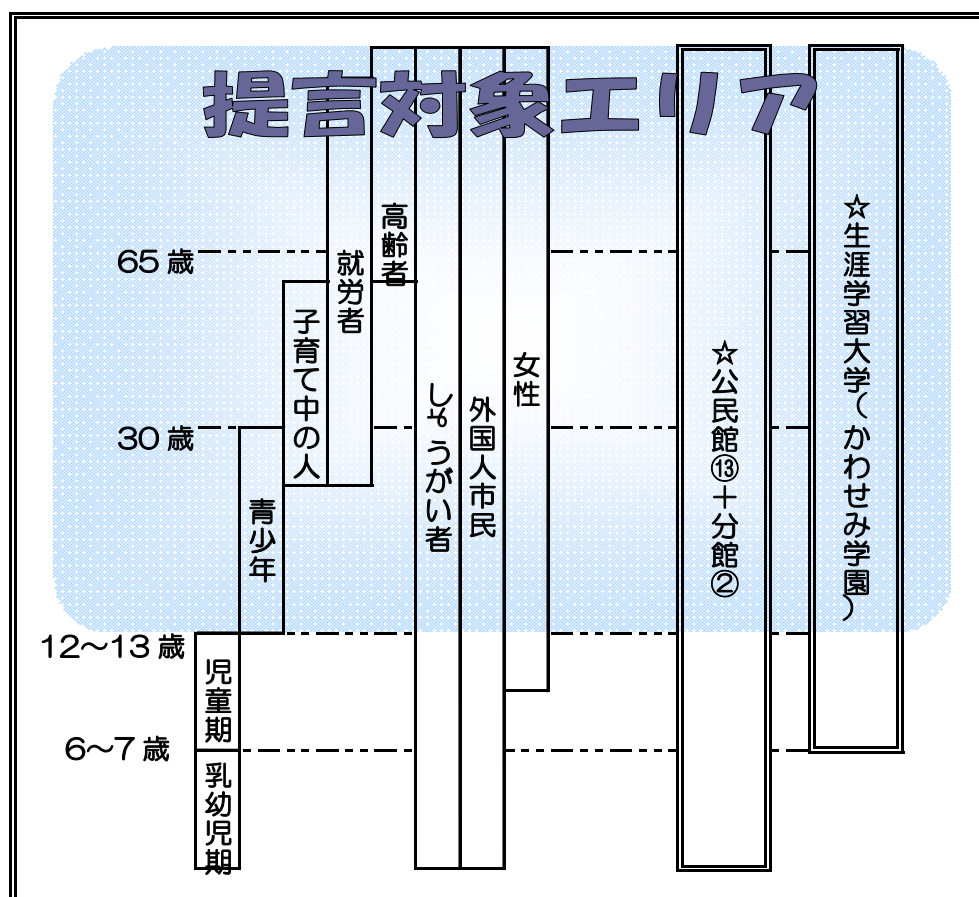 提言対象エリア
65歳
30歳
12～13歳
6～7歳
乳幼児期
児童期
青少年
子育て中の人
就労者
高齢者
しょうがい者
外国人市民
女性
☆公民館⑬＋分館②
☆生涯学習大学（かわせみ学園）